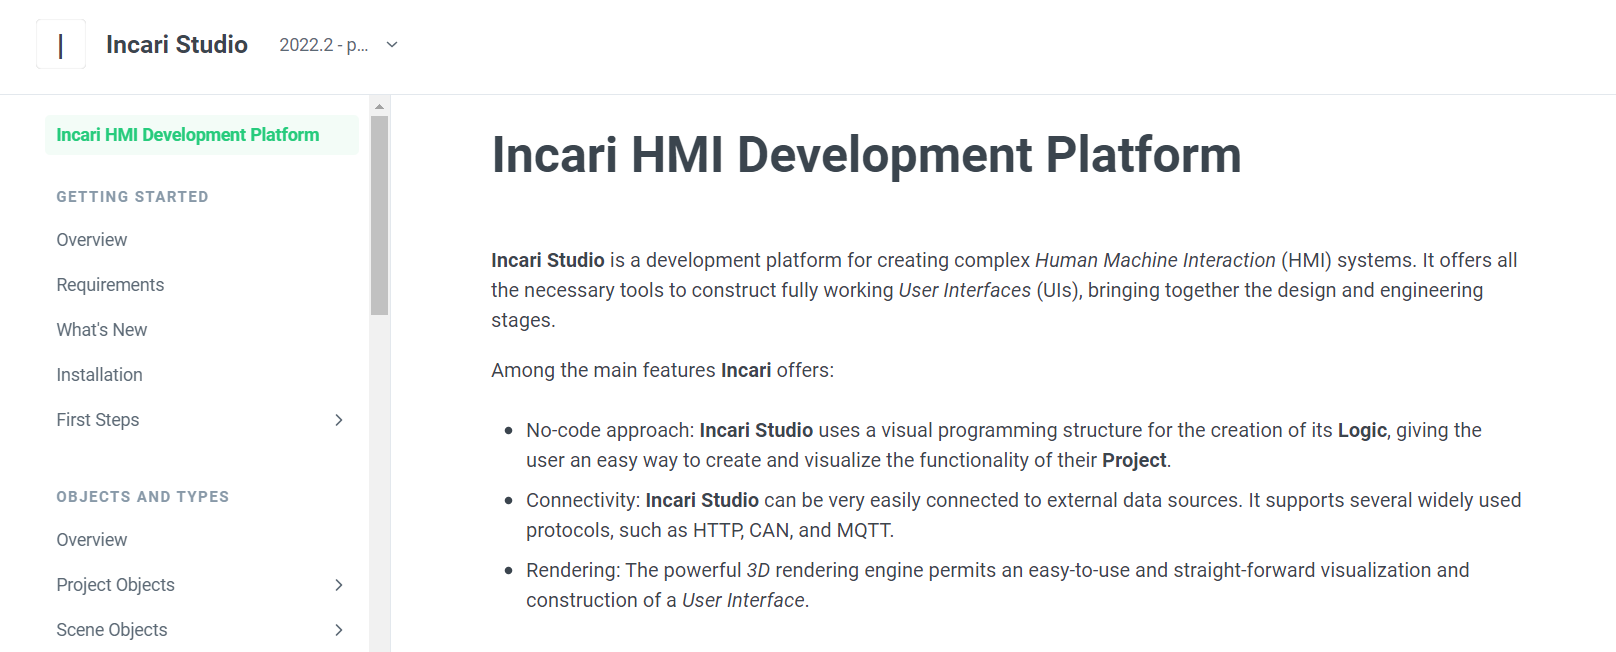 Incari Studio 2022.2 - p...
Incari HMI Development Platform
GETTING STARTED
Overview
Requirements
What's New
Installation
First Steps
OBJECTS AND TYPES
Overview
Project Objects
Scene Objects
Incari HMI Development Platform
Incari Studio is a development platform for creating complex Human Machine Interaction (HMI) systems. It offers all
the necessary tools to construct fully working User Interfaces (UIs), bringing together the design and engineering
stages.
Among the main features Incari offers:
• No-code approach: Incari Studio uses a visual programming structure for the creation of its Logic, giving the
user an easy way to create and visualize the functionality of their Project.
• Connectivity: Incari Studio can be very easily connected to external data sources. It supports several widely used
protocols, such as HTTP, CAN, and MQTT.
• Rendering: The powerful 3D rendering engine permits an easy-to-use and straight-forward visualization and
construction of a User Interface.